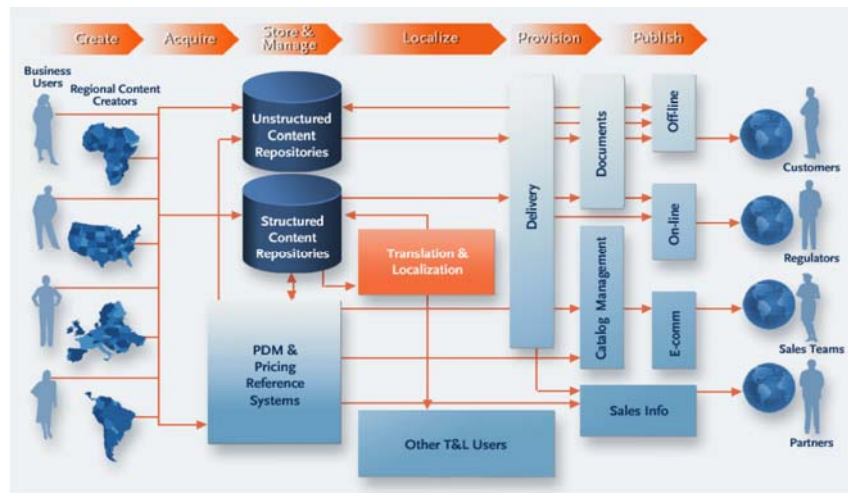 Create
Acquire
Store &
Manage
Localize
Provision
Publish
Business
Users
Regional Content
Creators
Unstructured
Content
Repositories
Structured
Content
Repositories
Translation &
Localization
PDM &
Pricing
Reference
Systems
Other T&L Users
Delivery
Documents
Catalog Management
Off-line
On-line
E-comm
Sales Info
Customers
Regulators
Sales Teams
Partners